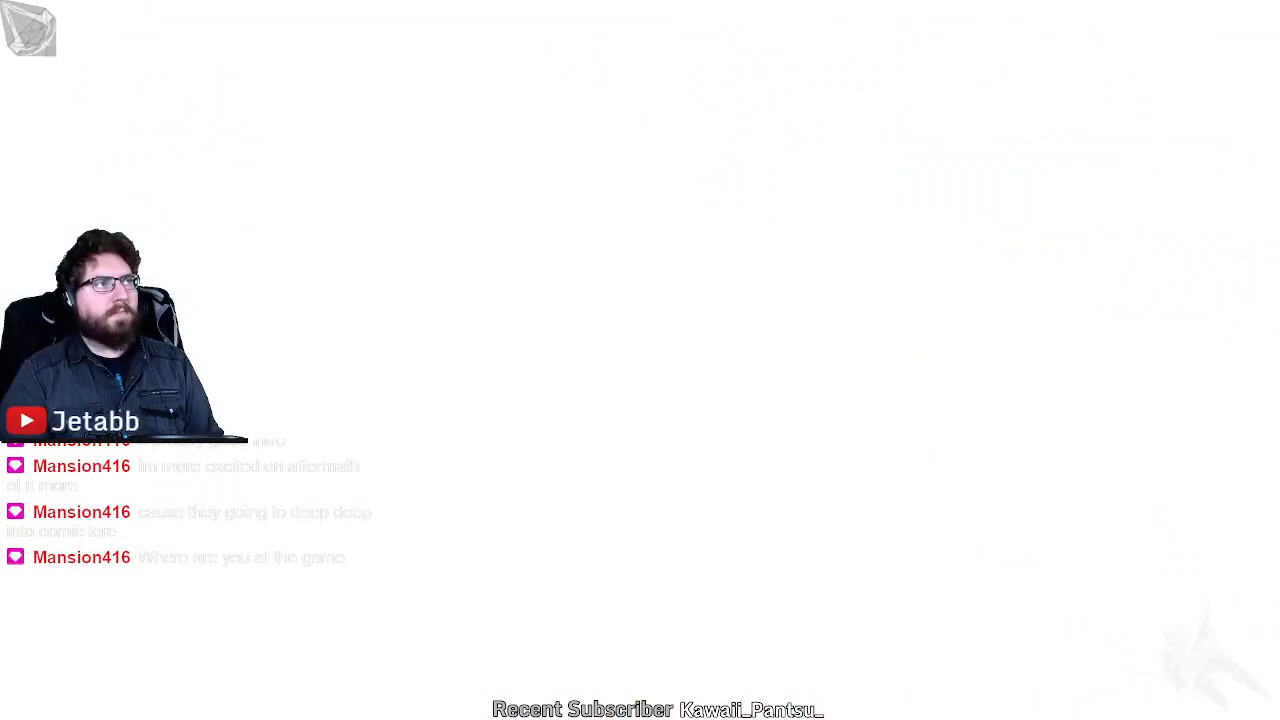 Jetabb
Mansion416
Mansion416 Im more excited on aftermath
of it more
Mansion416 cause they going to deep deep
into comic lore
Mansion416 Where are you at the game
Recent Subscriber Kawaii_Pantsu_